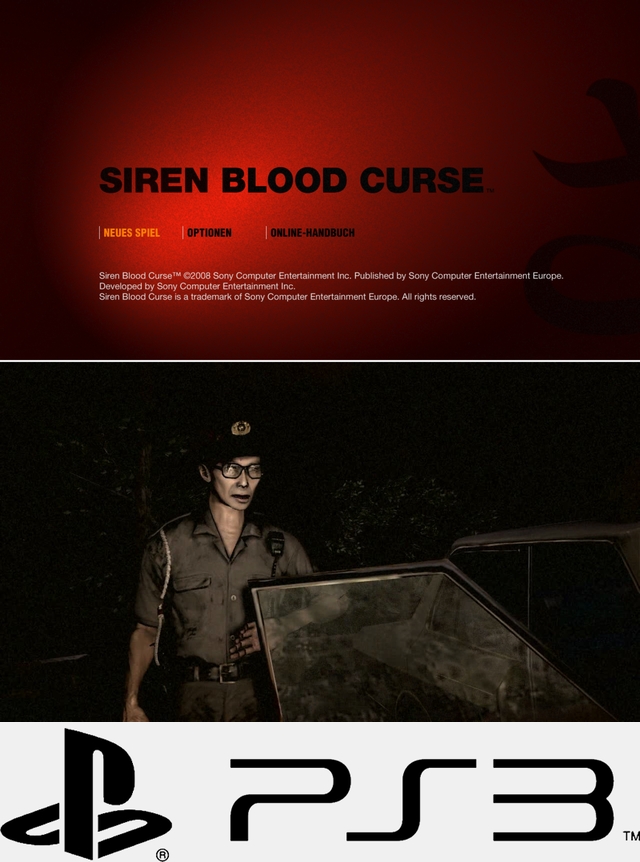 SIREN BLOOD CURSE™
NEUES SPIEL OPTIONEN ONLINE-HANDBUCH
Siren Blood Curse™ ©2008 Sony Computer Entertainment Inc. Published by Sony Computer Entertainment Europe.
Developed by Sony Computer Entertainment Inc.
Siren Blood Curse is a trademark of Sony Computer Entertainment Europe. All rights reserved.
® PS3 TM